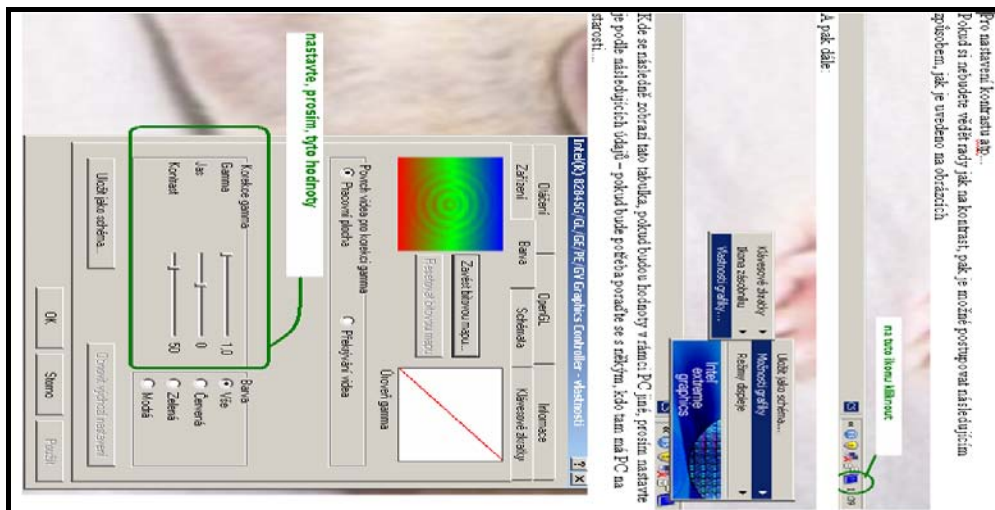 Pro nastavení kontrastu atp...
Pokud si nebudete vědět rady jak na kontrast, pak je možné postupovat následujícím
způsobem, jak je uvedeno na obrázcích
na tuto ikonu kliknout
A pak dále:
Uložit jako schéma...
Klávesové zkratky
Možnosti grafiky
Ikona zásobníku
Režimy displeje
Vlastnosti grafiky...
intel
extreme
graphics
Kde se následně zobrazí tato tabulka, pokud budou hodnoty v rámci PC jiné, prosím nastavte
je podle následujících údajů – pokud bude potřeba poraďte se s někým, kdo tam má PC na
starosti...
Intel(R) 82845G/GL/GE/PE/GV Graphics Controller - vlastnosti
Otáčení
OpenGL
Informace
Zařízení
Barva
Schémata
Klávesové zkratky
Zavést bitovou mapu...
Resetovat bitovou mapu
Úroveň gamma
Povrch videa pro korekci gamma
Pracovní plocha
Překrývání videa
nastavte, prosím, tyto hodnoty
Korekce gamma
Gamma 1.0
Jas 0
Kontrast 50
Barva
Vše
Červená
Zelená
Modrá
Uložit jako schéma...
Obnovit výchozí nastavení
OK
Storno
Použít